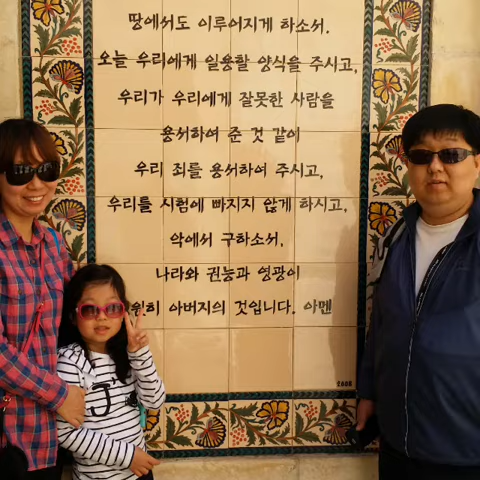 땅에서도 이루어지게 하소서.
오늘 우리에게 일용할 양식을 주시고,
우리가 우리에게 잘못한 사람을
용서하여 준 것 같이
우리 죄를 용서하여 주시고,
우리를 시험에 빠지지 않게 하시고,
악에서 구하소서.
나라와 권능과 영광이
아버지의 것입니다. 아멘